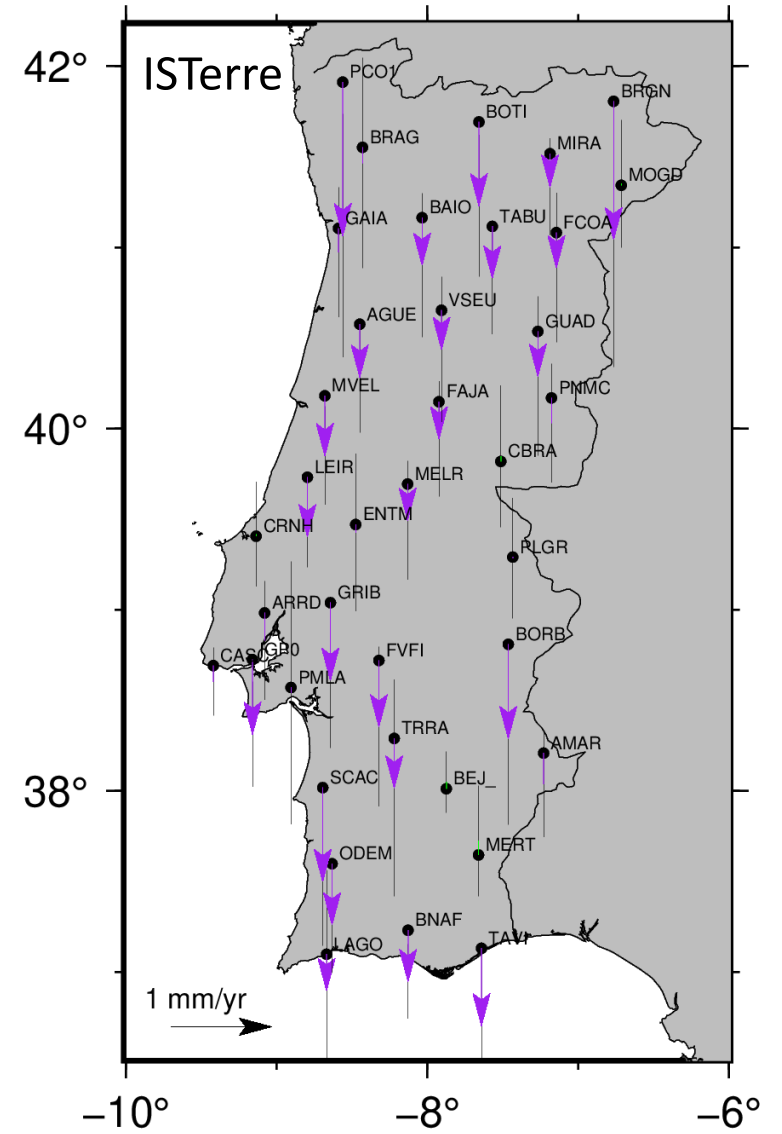 42°
ISTerre
PCO1
BRGN
BOTI
BRAG
MIRA
MOGD
BAIO
GAIA
TABU
FCOA
VSEU
AGUE
GUAD
MVEL
FAJA
PNMC
40°
CBRA
LEIR
MELR
ENTM
CRNH
PLGR
GRIB
ARRD
BORB
FVFI
PMLA
TRRA
AMAR
38°
SCAC
BEJ_
MERT
ODEM
BNAF
TAVI
LAGO
1 mm/yr
−10°
−8°
−6°